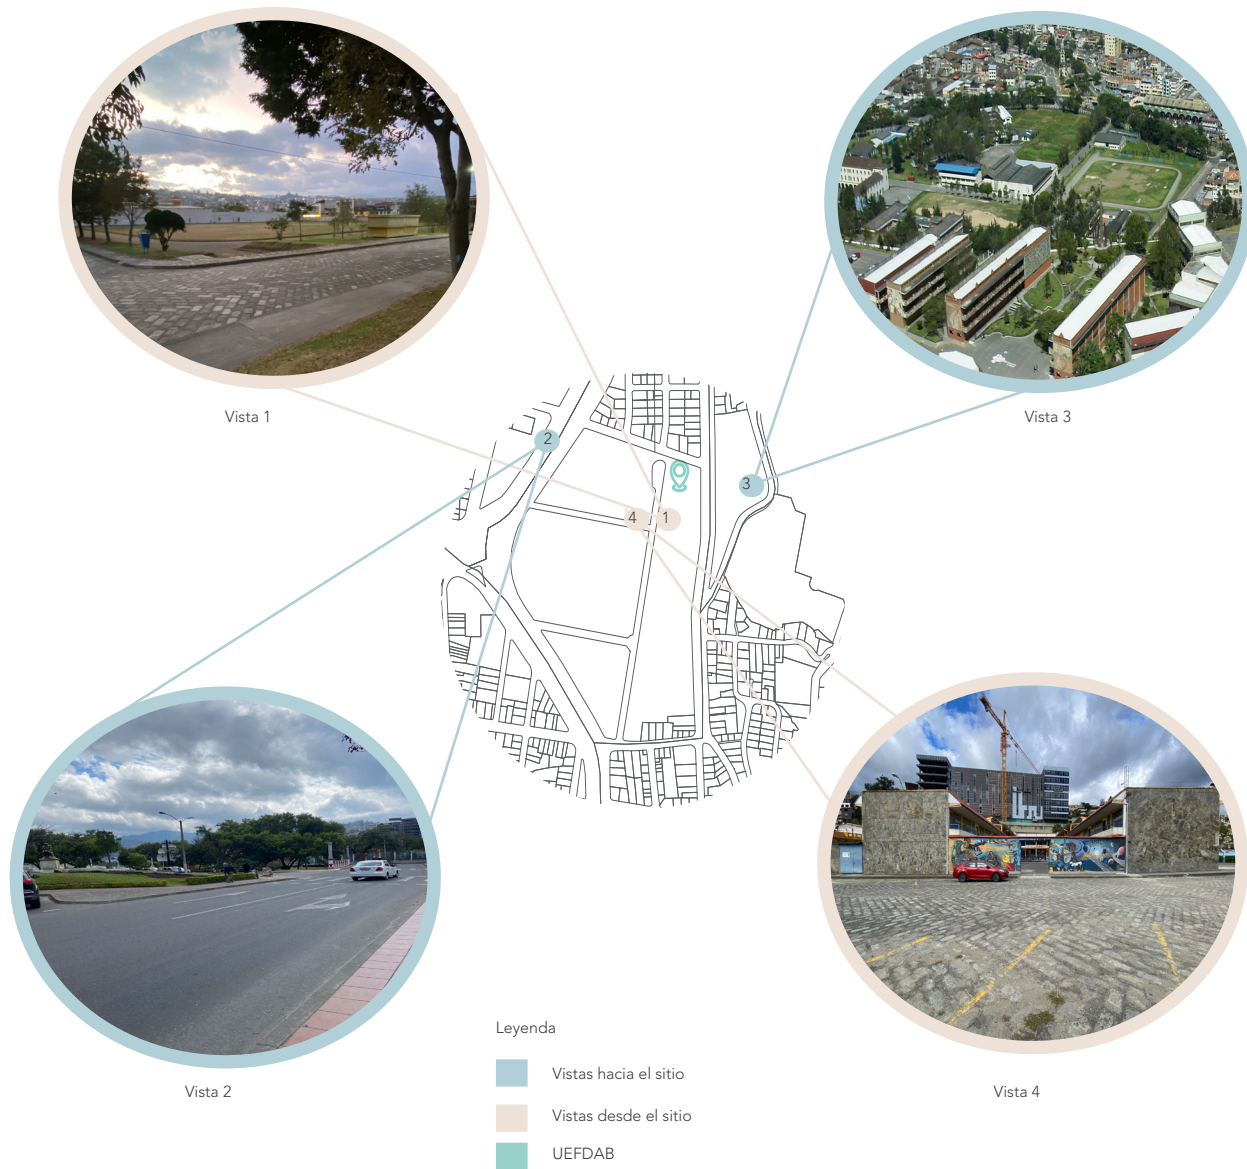 Vista 1
Vista 3
2
3
4
1
Vista 2
Vista 4
Leyenda
Vistas hacia el sitio
Vistas desde el sitio
UEFDAB